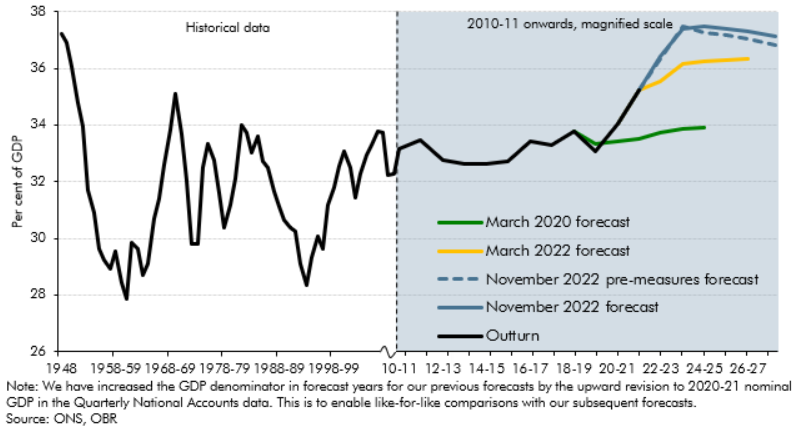 Historical data
2010-11 onwards, magnified scale
38
36
34
32
30
28
26
Per cent of GDP
March 2020 forecast
March 2022 forecast
November 2022 pre-measures forecast
November 2022 forecast
Outturn
1948 1958-59 1968-69 1978-79 1988-89 1998-99 10-11 12-13 14-15 16-17 18-19 20-21 22-23 24-25 26-27
Note: We have increased the GDP denominator in forecast years for our previous forecasts by the upward revision to 2020-21 nominal
GDP in the Quarterly National Accounts data. This is to enable like-for-like comparisons with our subsequent forecasts.
Source: ONS, OBR